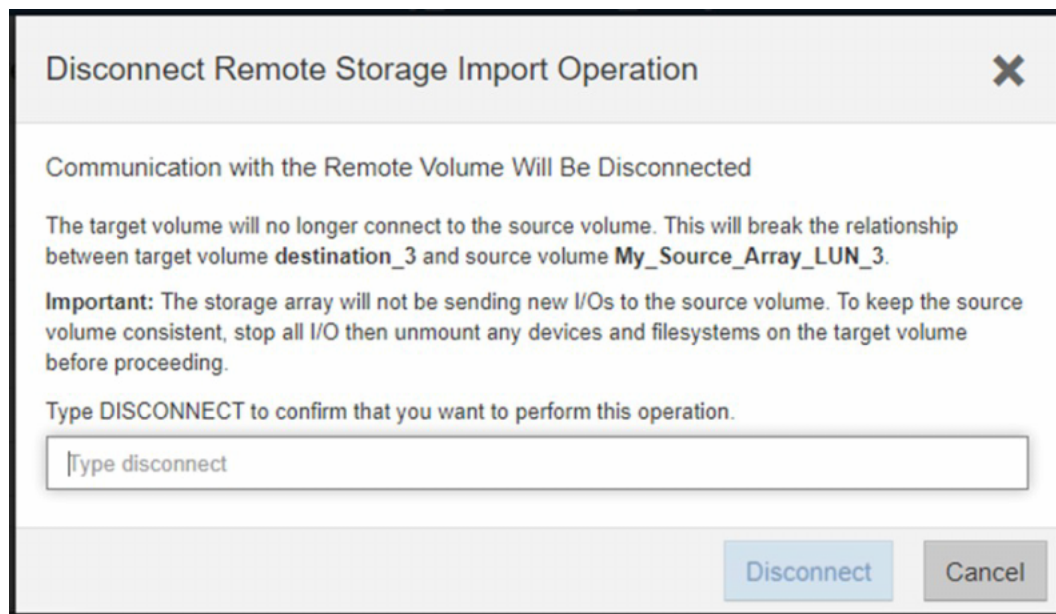 Disconnect Remote Storage Import Operation
Communication with the Remote Volume Will Be Disconnected
The target volume will no longer connect to the source volume. This will break the relationship
between target volume destination_3 and source volume My_Source_Array_LUN_3.
Important: The storage array will not be sending new I/Os to the source volume. To keep the source
volume consistent, stop all I/O then unmount any devices and filesystems on the target volume
before proceeding.
Type DISCONNECT to confirm that you want to perform this operation.
Type disconnect
Disconnect Cancel